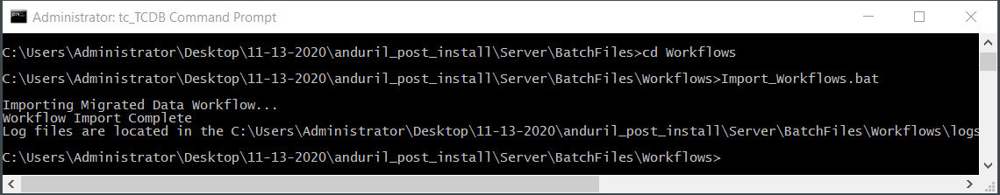 Administrator: tc_TCDB Command Prompt
C:\Users\Administrator\Desktop\11-13-2020\anduril_post_install\Server\BatchFiles>cd Workflows
C:\Users\Administrator\Desktop\11-13-2020\anduril_post_install\Server\BatchFiles\Workflows>Import_Workflows.bat
Importing Migrated Data Workflow...
Workflow Import Complete
Log files are located in the C:\Users\Administrator\Desktop\11-13-2020\anduril_post_install\Server\BatchFiles\Workflows\logs
C:\Users\Administrator\Desktop\11-13-2020\anduril_post_install\Server\BatchFiles\Workflows>